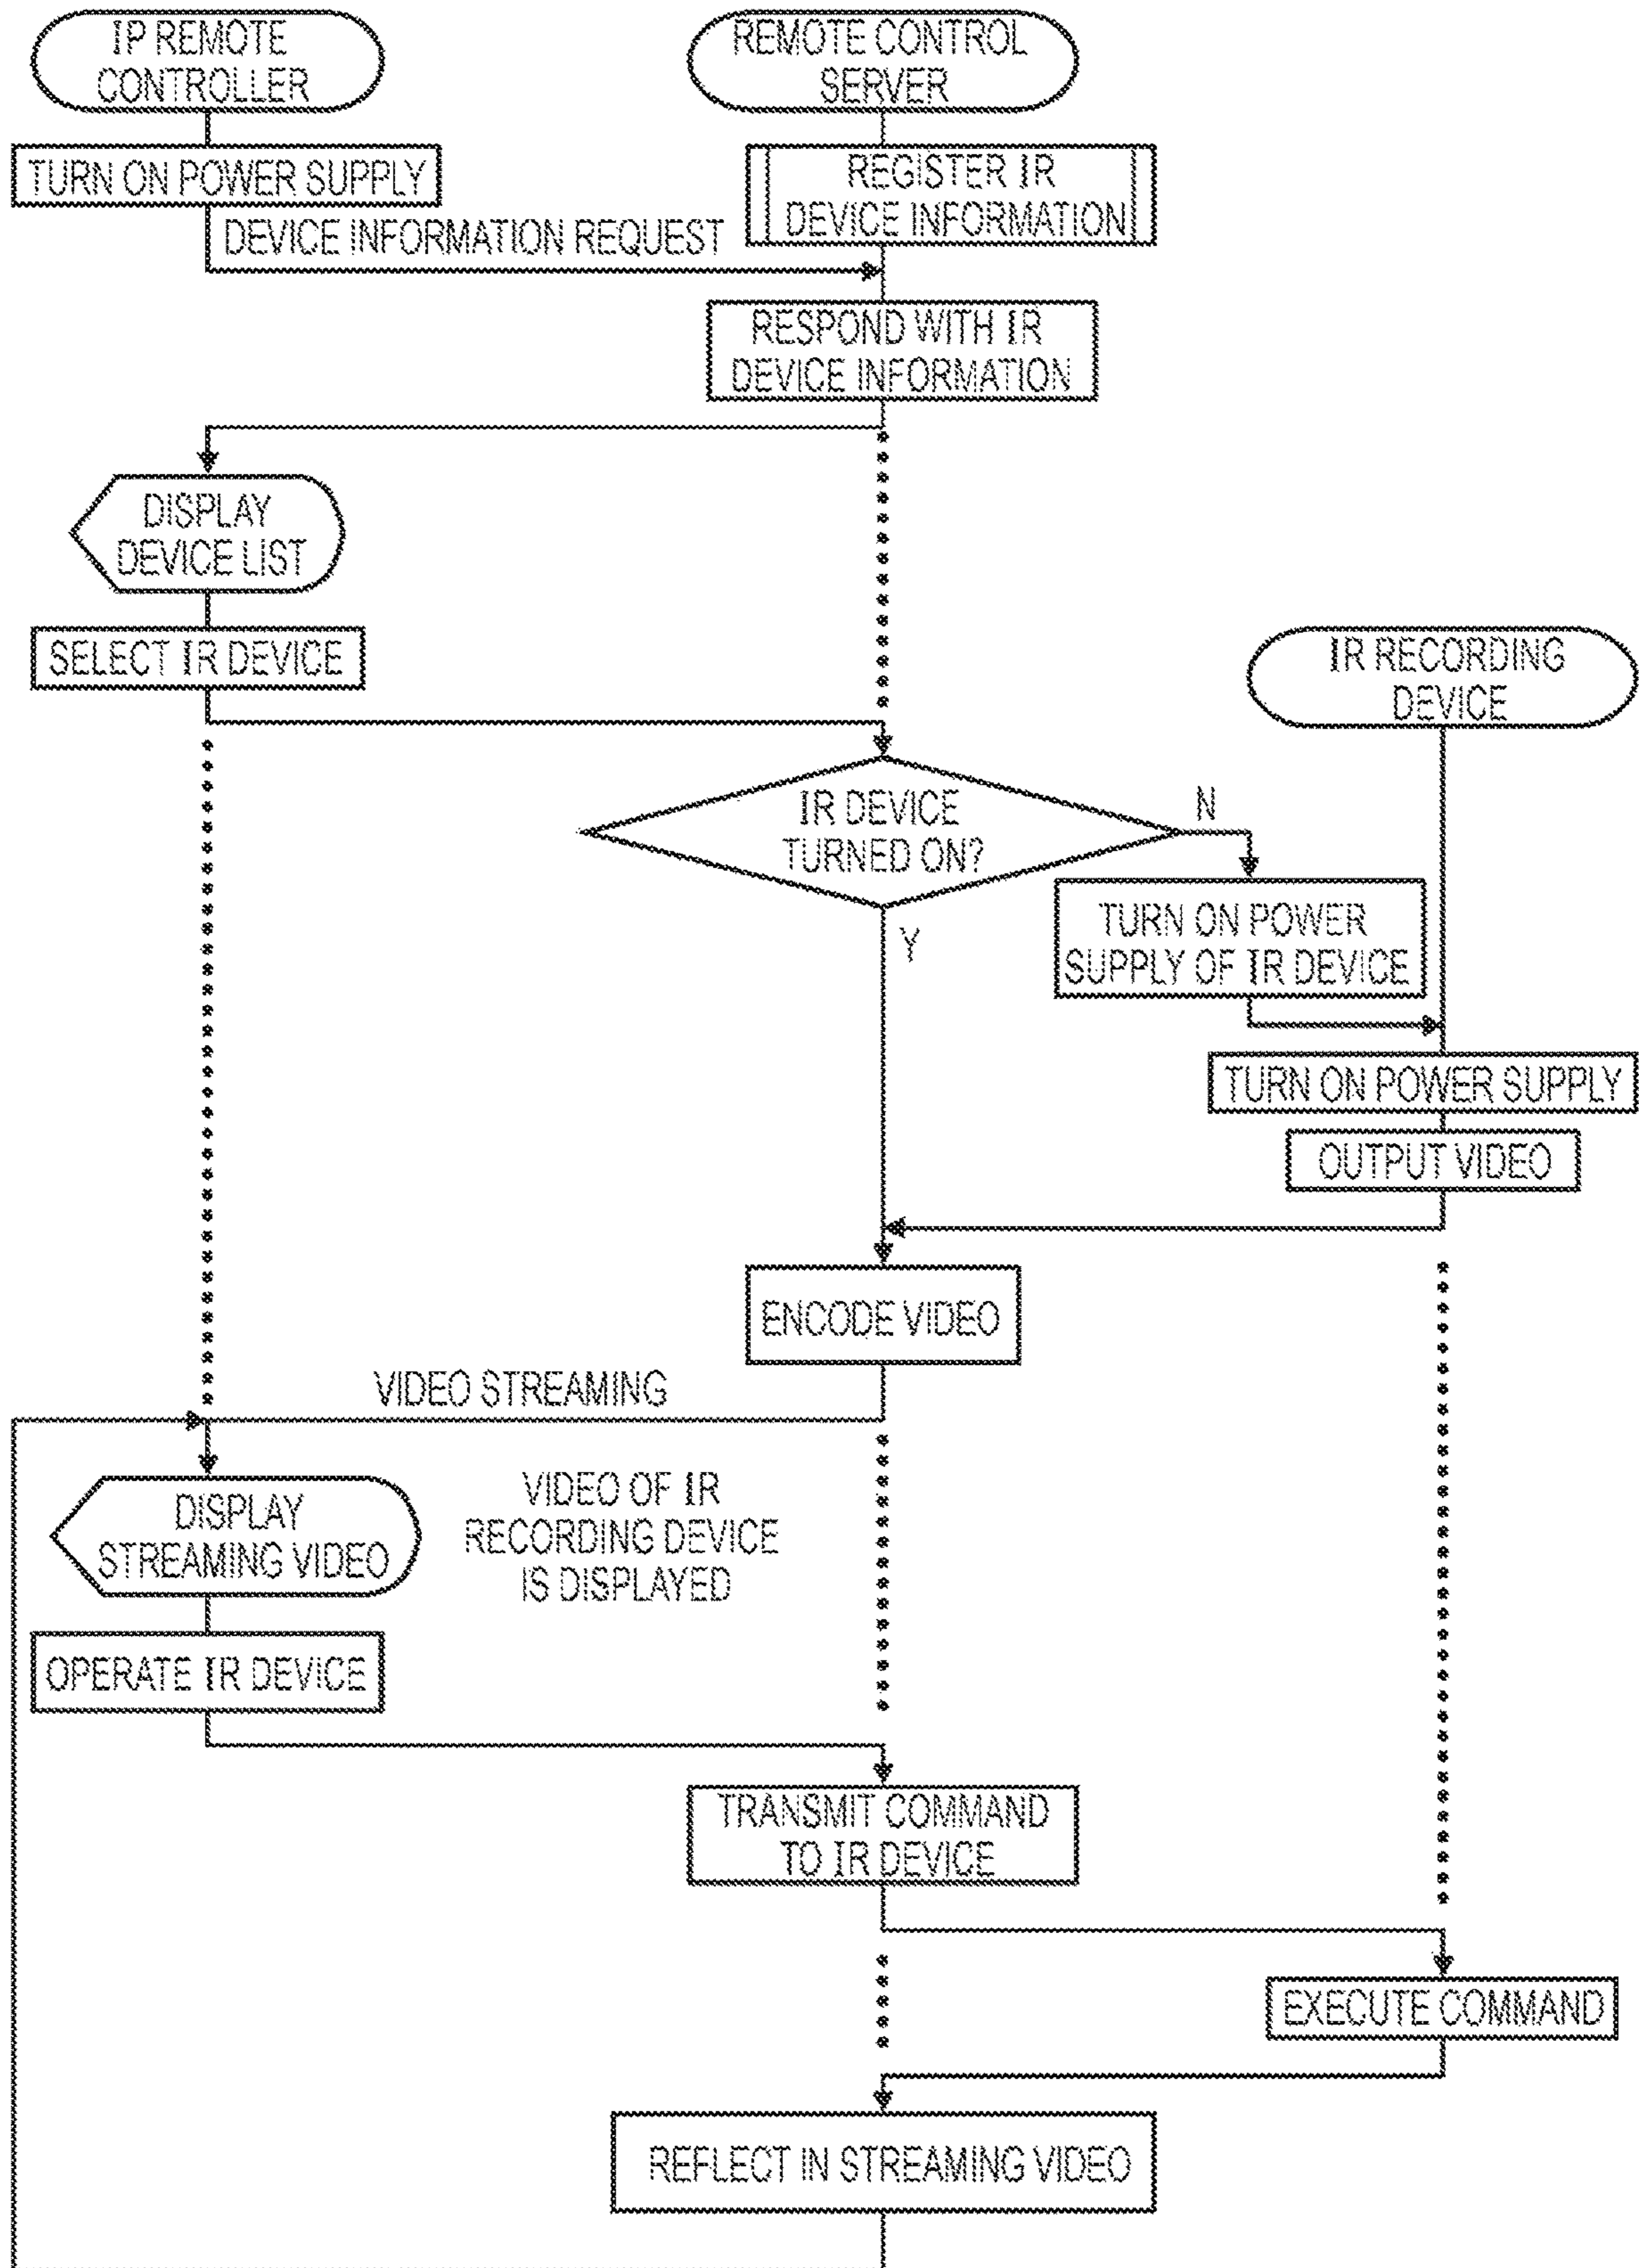 IP REMOTE
CONTROLLER
REMOTE CONTROL
SERVER
TURN ON POWER SUPPLY
REGISTER IR
DEVICE INFORMATION
DEVICE INFORMATION REQUEST
RESPOND WITH IR
DEVICE INFORMATION
DISPLAY
DEVICE LIST
SELECT IR DEVICE
IR RECORDING
DEVICE
IR DEVICE
TURNED ON?
N
Y
TURN ON POWER
SUPPLY OF IR DEVICE
TURN ON POWER SUPPLY
OUTPUT VIDEO
ENCODE VIDEO
VIDEO STREAMING
DISPLAY
STREAMING VIDEO
VIDEO OF IR
RECORDING DEVICE
IS DISPLAYED
OPERATE IR DEVICE
TRANSMIT COMMAND
TO IR DEVICE
EXECUTE COMMAND
REFLECT IN STREAMING VIDEO